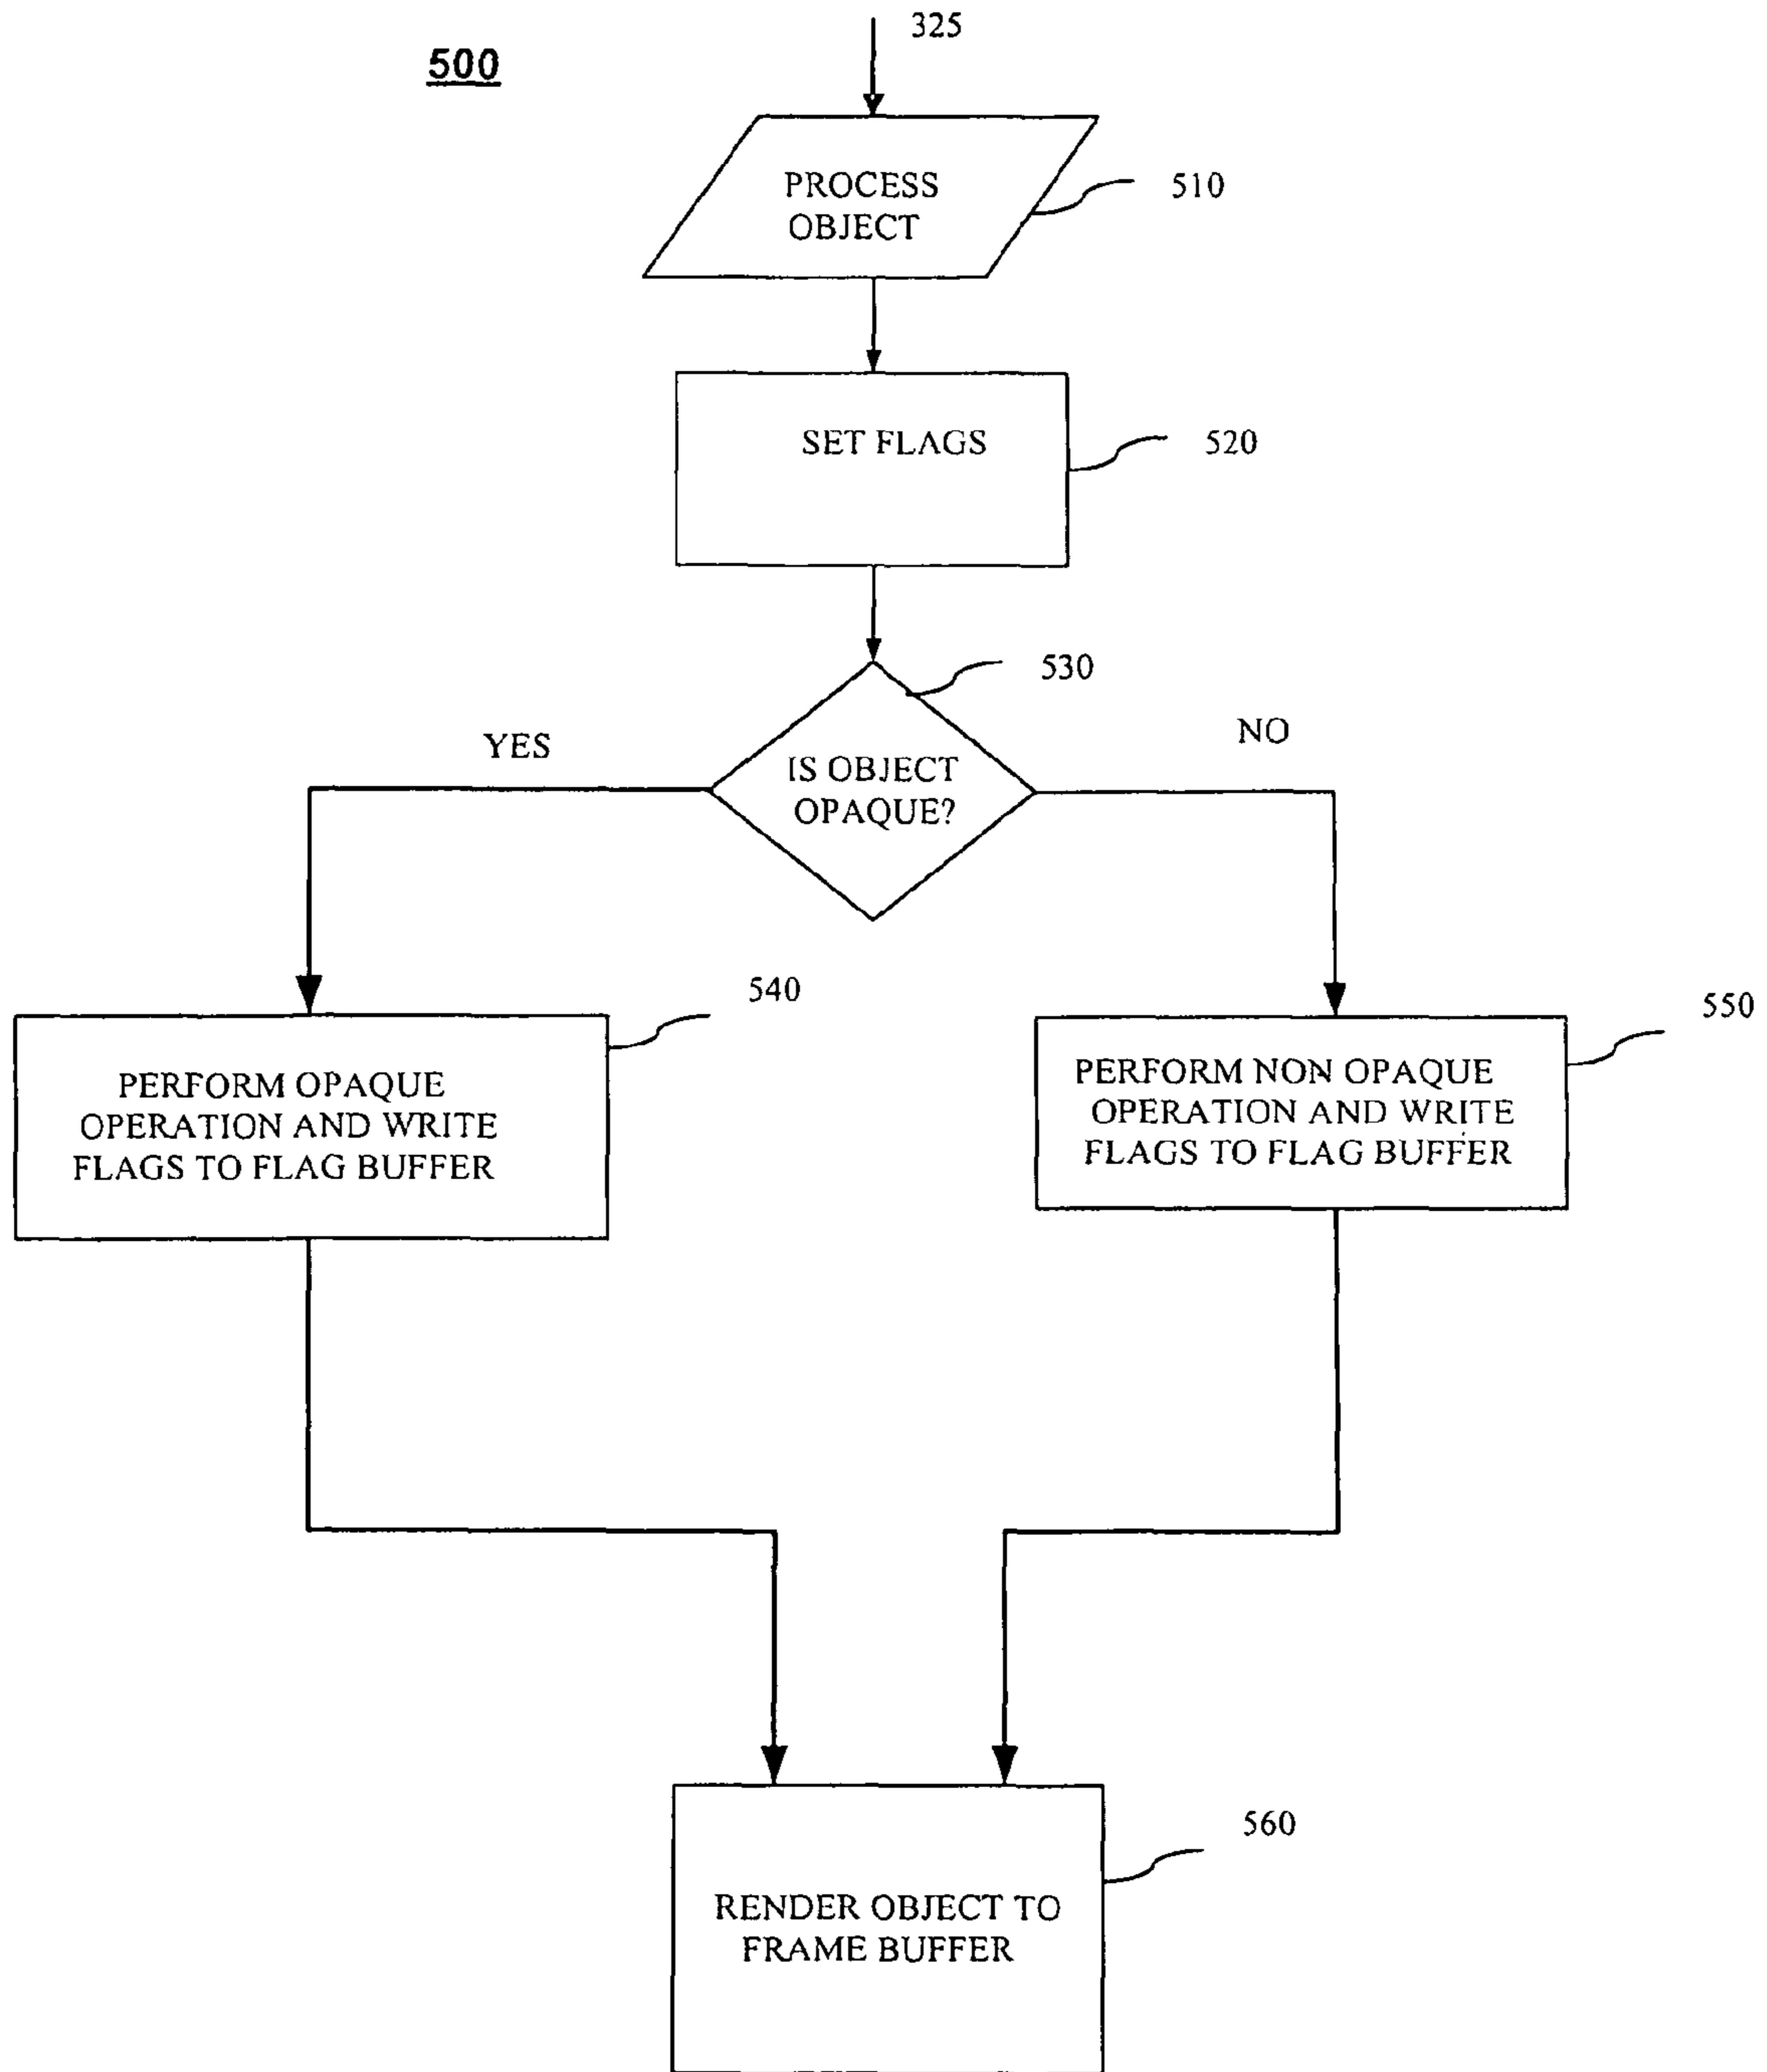 325
500
PROCESS
OBJECT
510
SET FLAGS
520
530
YES
NO
IS OBJECT
OPAQUE?
540
550
PERFORM OPAQUE
OPERATION AND WRITE
FLAGS TO FLAG BUFFER
PERFORM NON OPAQUE
OPERATION AND WRITE
FLAGS TO FLAG BUFFER
560
RENDER OBJECT TO
FRAME BUFFER